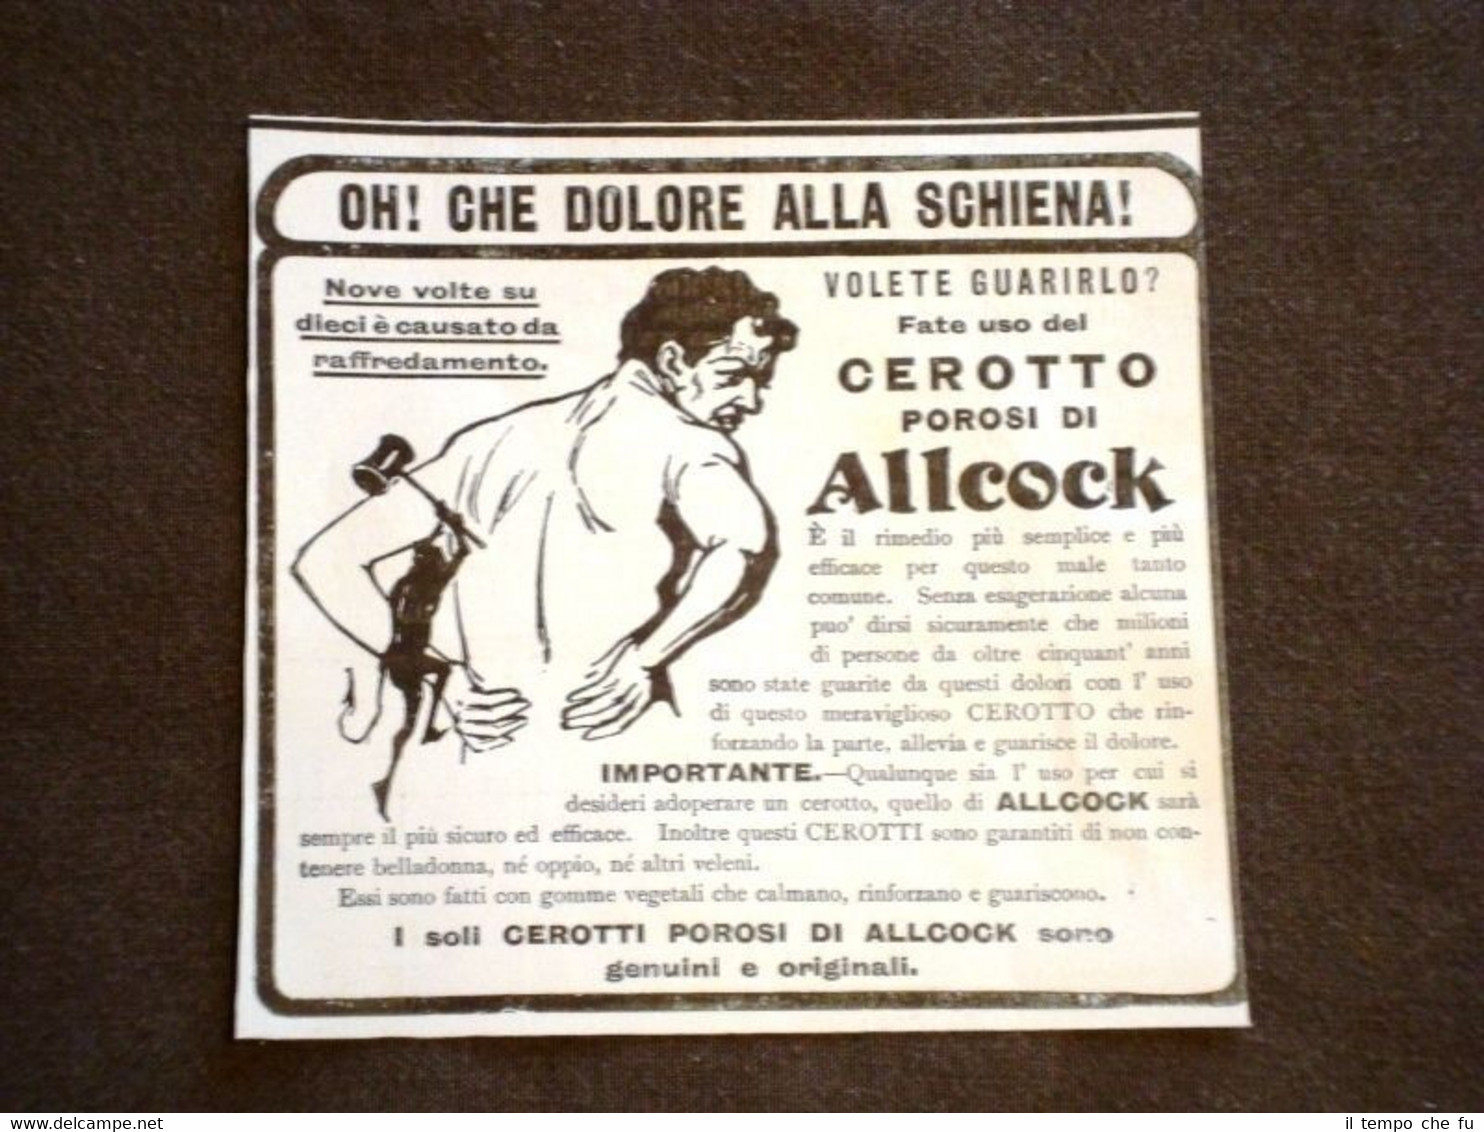 OH! CHE DOLORE ALLA SCHIENA!
Nove volte su
dieci è causato da
raffredamento.
VOLETE GUARIRLO?
Fate uso del
CEROTTO
POROSI DI
Allcock
È il rimedio più semplice e più
efficace per questo male tanto
comune. Senza esagerazione alcuna
puo' dirsi sicuramente che milioni
di persone da oltre cinquant' anni
sono state guarite da questi dolori con l' uso
di questo meraviglioso CEROTTO che rin-
forzando la parte, allevia e guarisce il dolore.
IMPORTANTE.—Qualunque sia l' uso per cui si
desideri adoperare un cerotto, quello di ALLCOCK sarà
sempre il più sicuro ed efficace. Inoltre questi CEROTTI sono garantiti di non con-
tenere belladonna, né oppio, né altri veleni.
Essi sono fatti con gomme vegetali che calmano, rinforzano e guariscono.
I soli CEROTTI POROSI DI ALLCOCK sono
genuini e originali.
il tempo che fu